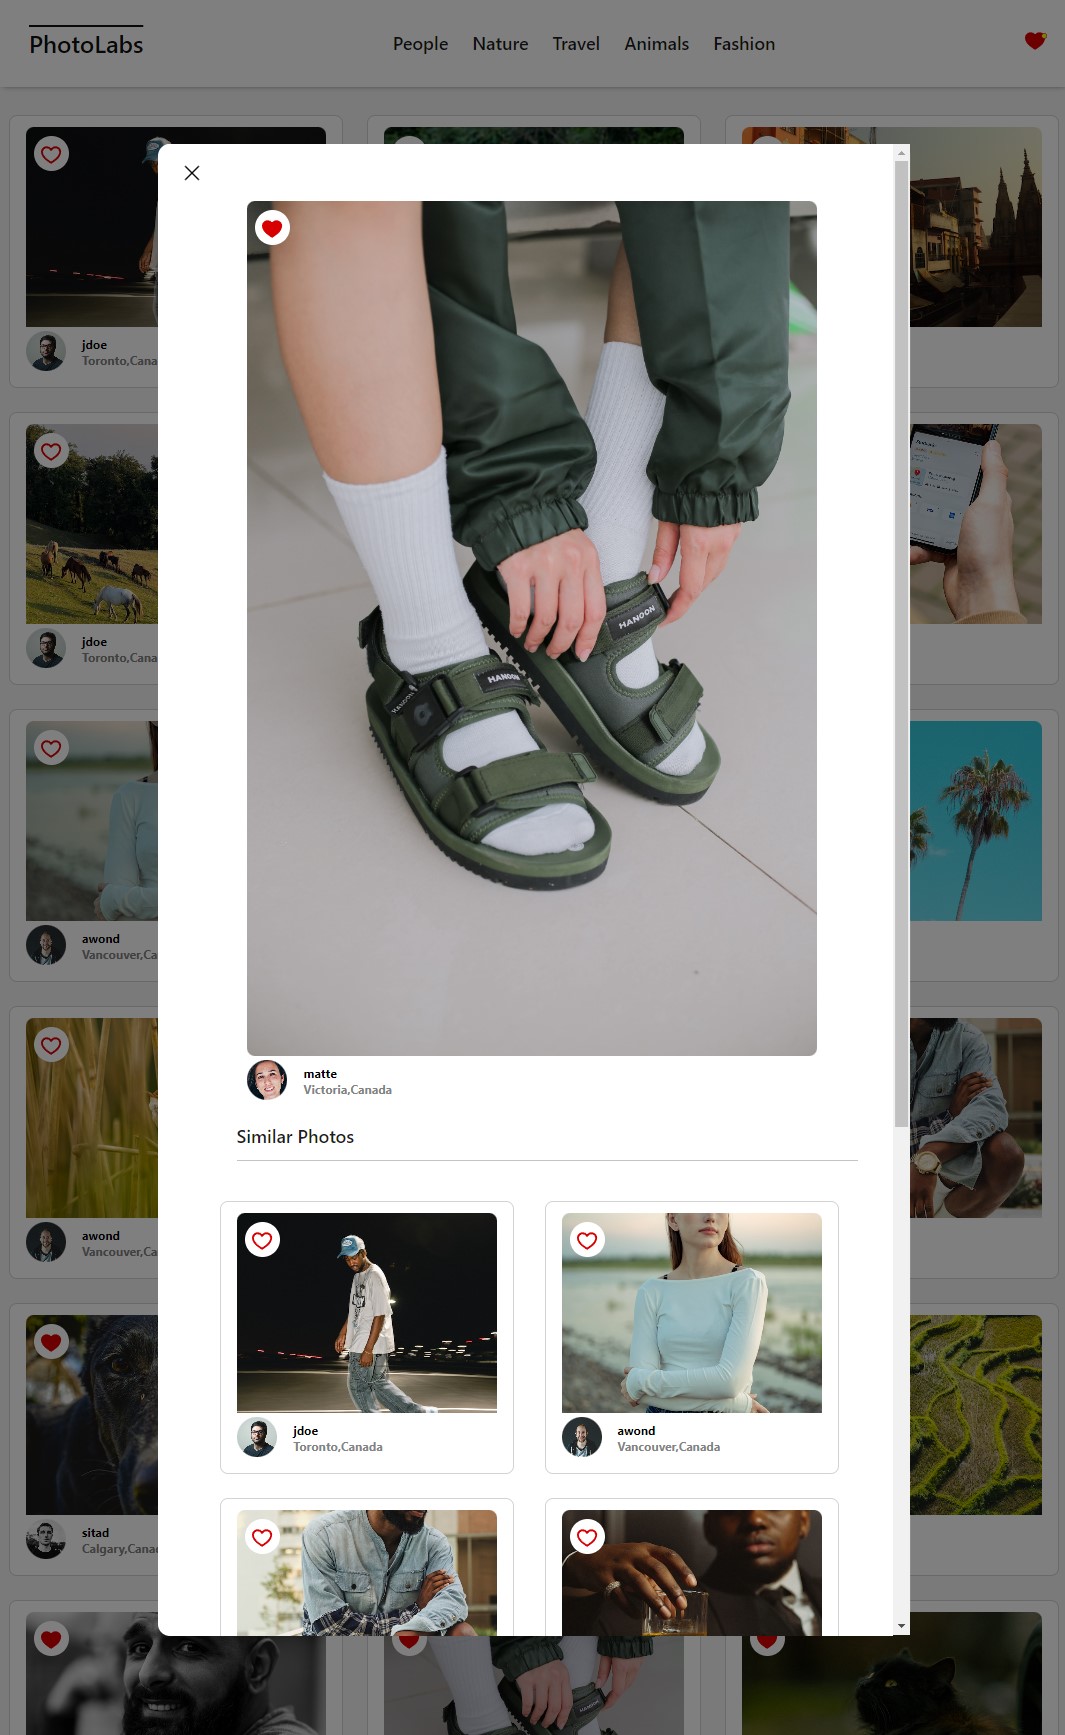 PhotoLabs
People
Nature
Travel
Animals
Fashion
jdoe
Toronto,Cana
jdoe
Toronto,Cana
awond
Vancouver,Ca
awond
Vancouver,Ca
sitad
Calgary,Canad
HANOON
HANOON
HANOON
matte
Victoria,Canada
Similar Photos
jdoe
Toronto,Canada
awond
Vancouver,Canada